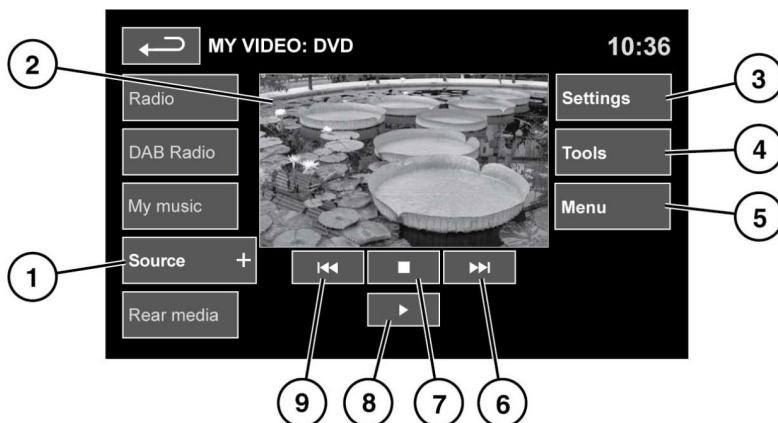 MY VIDEO: DVD 10:36
2
Radio
Settings
3
DAB Radio
Tools
4
My music
Menu
5
1
Source +
Rear media
9 8 7 6